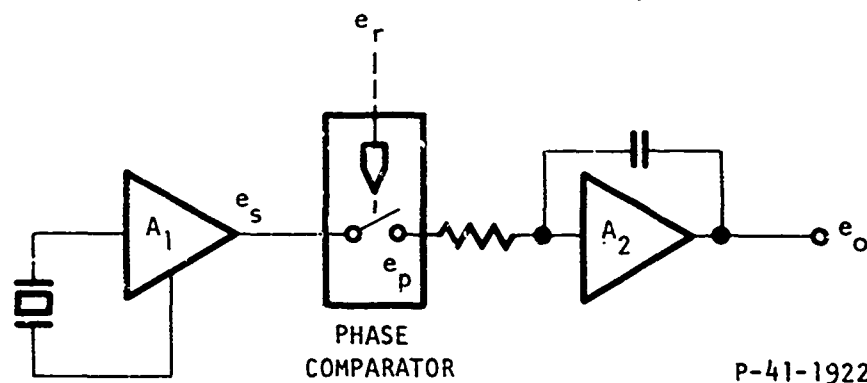 e_r
A_1
e_s
e_p
A_2
e_o
PHASE
COMPARATOR
P-41-1922